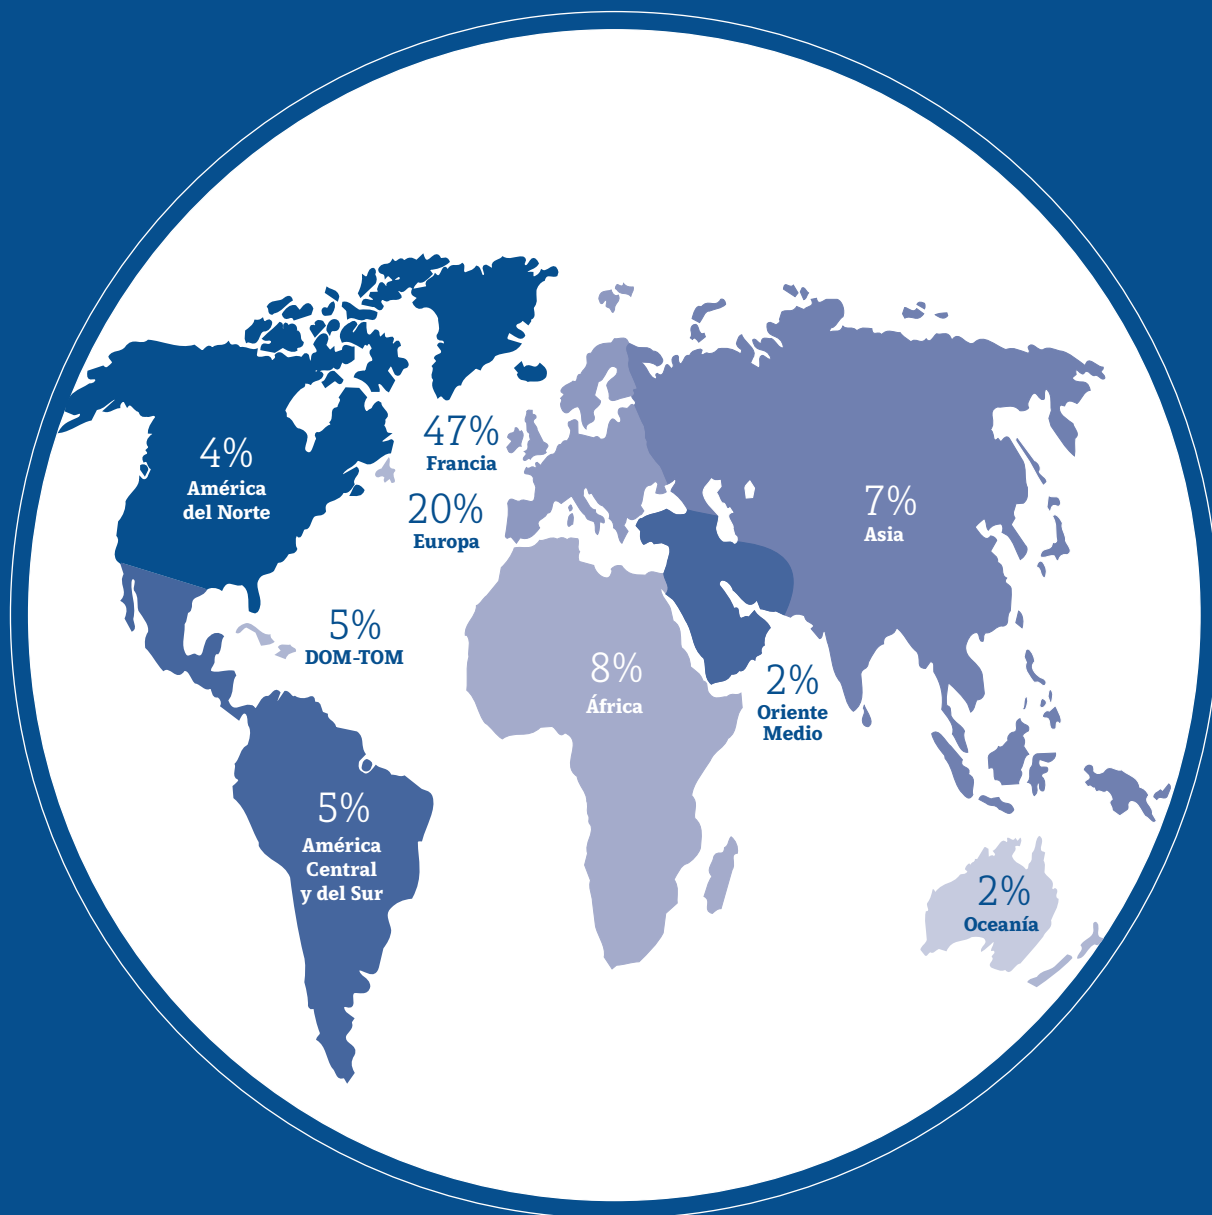 47%
Francia
4%
América
del Norte
20%
Europa
7%
Asia
5%
DOM-TOM
8%
África
2%
Oriente
Medio
5%
América
Central
y del Sur
2%
Oceanía